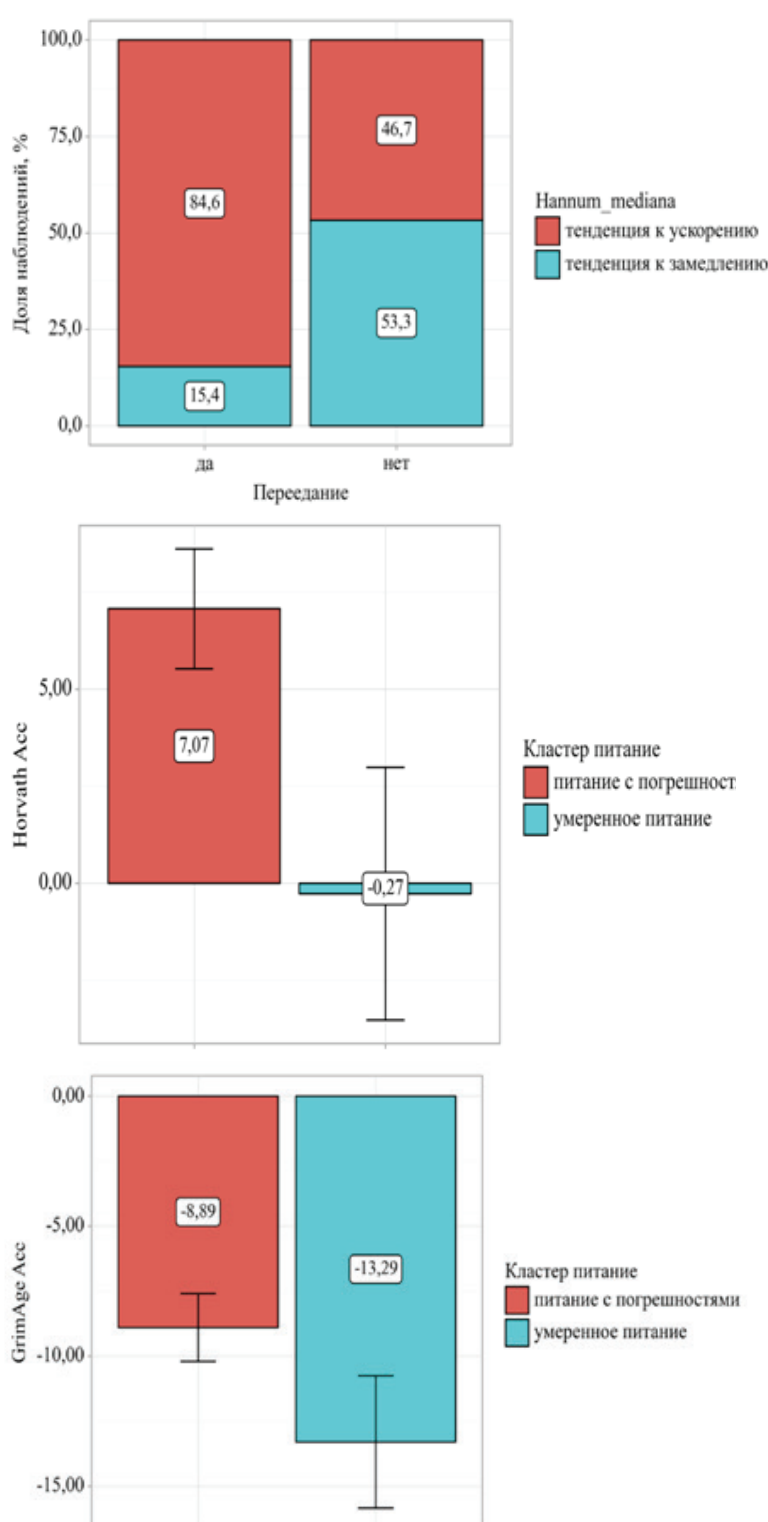 100,0
75,0
50,0
25,0
0,0
Доля наблюдений, %
84,6
15,4
46,7
53,3
да
нет
Переедание
Hannum_mediana
тенденция к ускорению
тенденция к замедлению
5,00
0,00
Horvath Acc
7,07
-0,27
Кластер питание
питание с погрешност
умеренное питание
0,00
-5,00
-10,00
-15,00
GrimAge Acc
-8,89
-13,29
Кластер питание
питание с погрешностями
умеренное питание